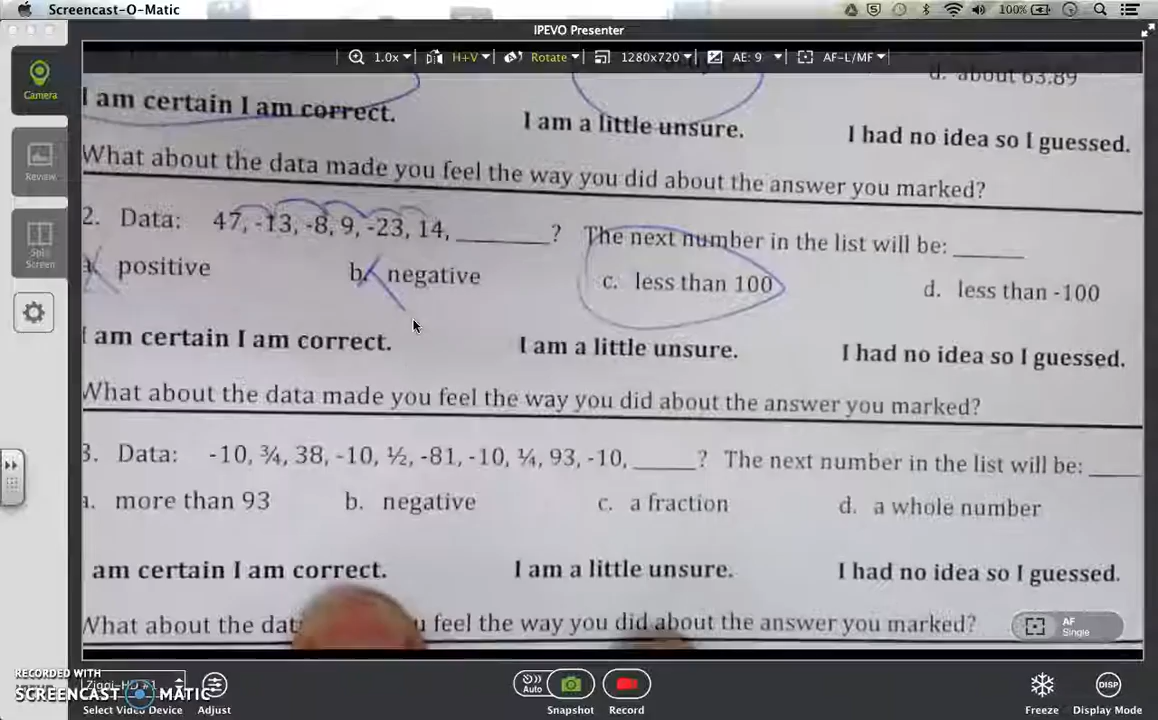 Screencast-O-Matic
100%
IPEVO Presenter
1.0x H+V Rotate 1280x720 AE: 9 AF-L/MF
Camera
Review
Split Screen
d. about 63.89
I am certain I am correct. I am a little unsure. I had no idea so I guessed.
What about the data made you feel the way you did about the answer you marked?
2. Data: 47, -13, -8, 9, -23, 14, ______? The next number in the list will be: ______
positive b. negative c. less than 100 d. less than -100
I am certain I am correct. I am a little unsure. I had no idea so I guessed.
What about the data made you feel the way you did about the answer you marked?
3. Data: -10, ¾, 38, -10, ½, -81, -10, ¼, 93, -10, _____? The next number in the list will be: ____
a. more than 93 b. negative c. a fraction d. a whole number
am certain I am correct. I am a little unsure. I had no idea so I guessed.
What about the feel the way you did about the answer you marked?
AF
Single
RECORDED WITH
SCREENCAST-O-MATIC
Select Video Device
Adjust
Auto
Snapshot
Record
Freeze
DISP
Display Mode